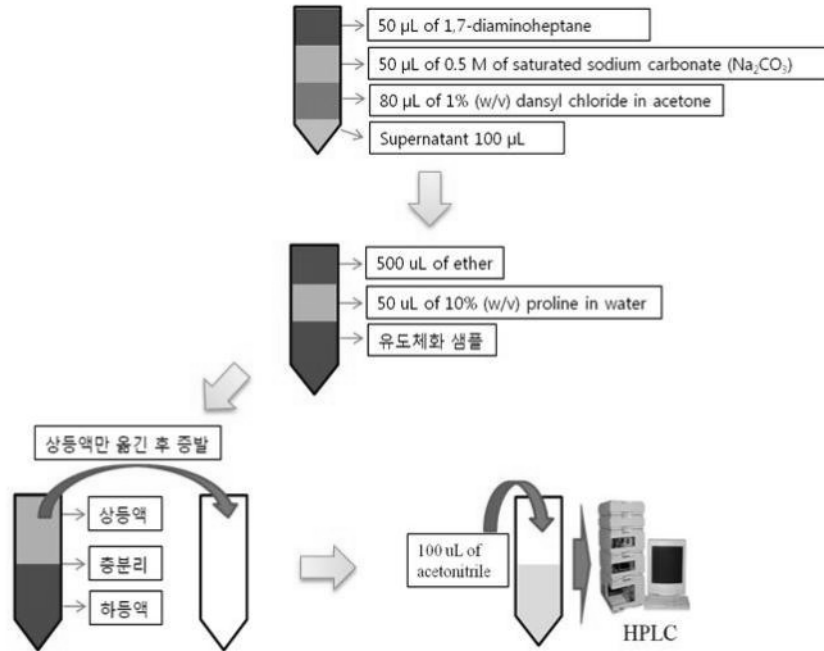 50 µL of 1,7-diaminoheptane
50 µL of 0.5 M of saturated sodium carbonate (Na₂CO₃)
80 µL of 1% (w/v) dansyl chloride in acetone
Supernatant 100 µL
500 uL of ether
50 uL of 10% (w/v) proline in water
유도체화 샘플
상등액만 옮긴 후 증발
상등액
층분리
하등액
100 uL of
acetonitrile
HPLC